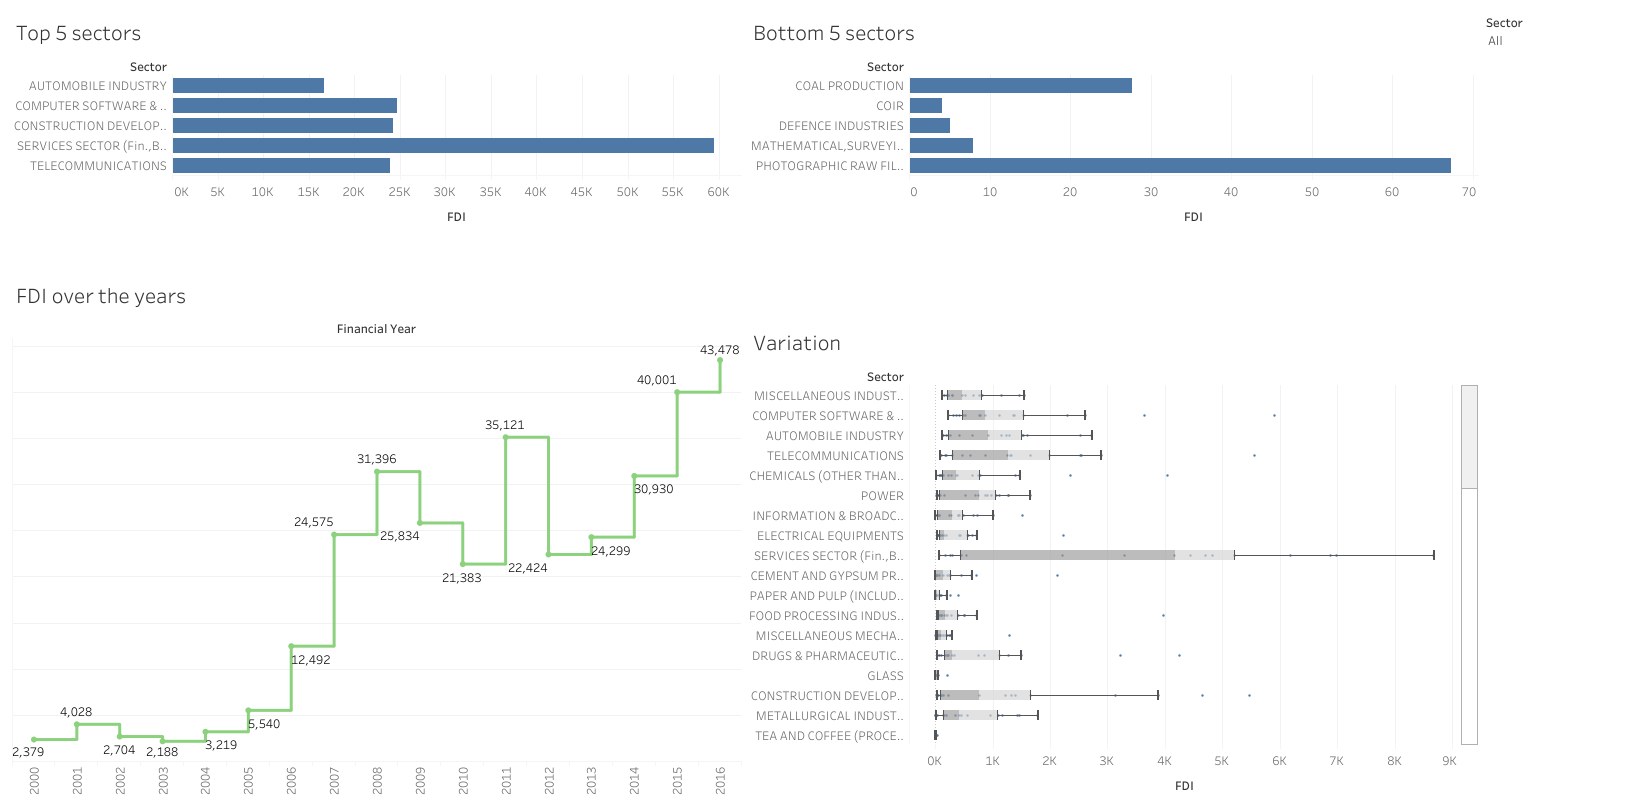 Top 5 sectors
Sector
AUTOMOBILE INDUSTRY
COMPUTER SOFTWARE & ..
CONSTRUCTION DEVELOP..
SERVICES SECTOR (Fin.,B..
TELECOMMUNICATIONS
0K 5K 10K 15K 20K 25K 30K 35K 40K 45K 50K 55K 60K
FDI
Bottom 5 sectors
Sector
COAL PRODUCTION
COIR
DEFENCE INDUSTRIES
MATHEMATICAL,SURVEYI..
PHOTOGRAPHIC RAW FIL..
0 10 20 30 40 50 60 70
FDI
Sector
All
FDI over the years
Financial Year
43,478
40,001
35,121
31,396
30,930
24,575
25,834
24,299
22,424
21,383
12,492
5,540
4,028
3,219
2,379
2,704
2,188
2000 2001 2002 2003 2004 2005 2006 2007 2008 2009 2010 2011 2012 2013 2014 2015 2016
Variation
Sector
MISCELLANEOUS INDUST..
COMPUTER SOFTWARE & ..
AUTOMOBILE INDUSTRY
TELECOMMUNICATIONS
CHEMICALS (OTHER THAN..
POWER
INFORMATION & BROADC..
ELECTRICAL EQUIPMENTS
SERVICES SECTOR (Fin.,B..
CEMENT AND GYPSUM PR..
PAPER AND PULP (INCLUD..
FOOD PROCESSING INDUS..
MISCELLANEOUS MECHA..
DRUGS & PHARMACEUTIC..
GLASS
CONSTRUCTION DEVELOP..
METALLURGICAL INDUST..
TEA AND COFFEE (PROCE..
0K 1K 2K 3K 4K 5K 6K 7K 8K 9K
FDI